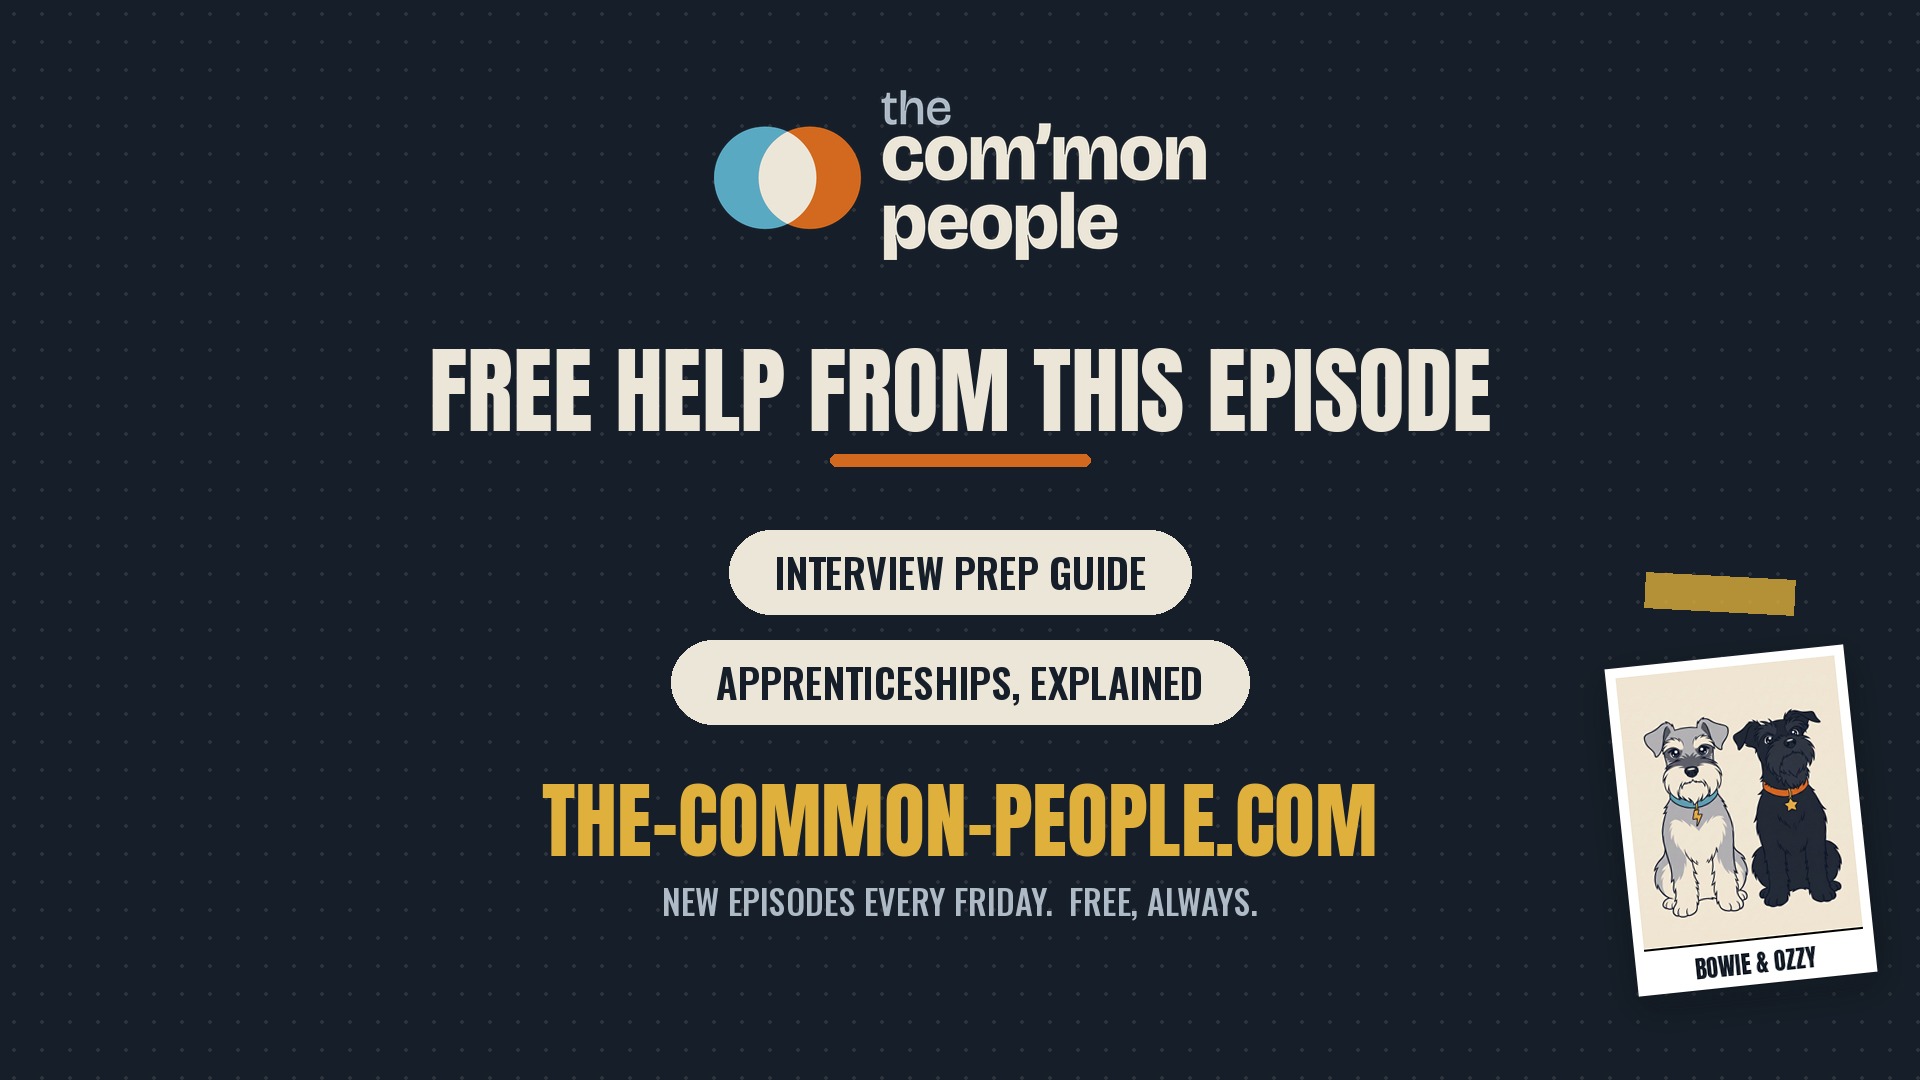 the
com’mon
people
FREE HELP FROM THIS EPISODE
INTERVIEW PREP GUIDE
APPRENTICESHIPS, EXPLAINED
THE-COMMON-PEOPLE.COM
NEW EPISODES EVERY FRIDAY. FREE, ALWAYS.
BOWIE & OZZY